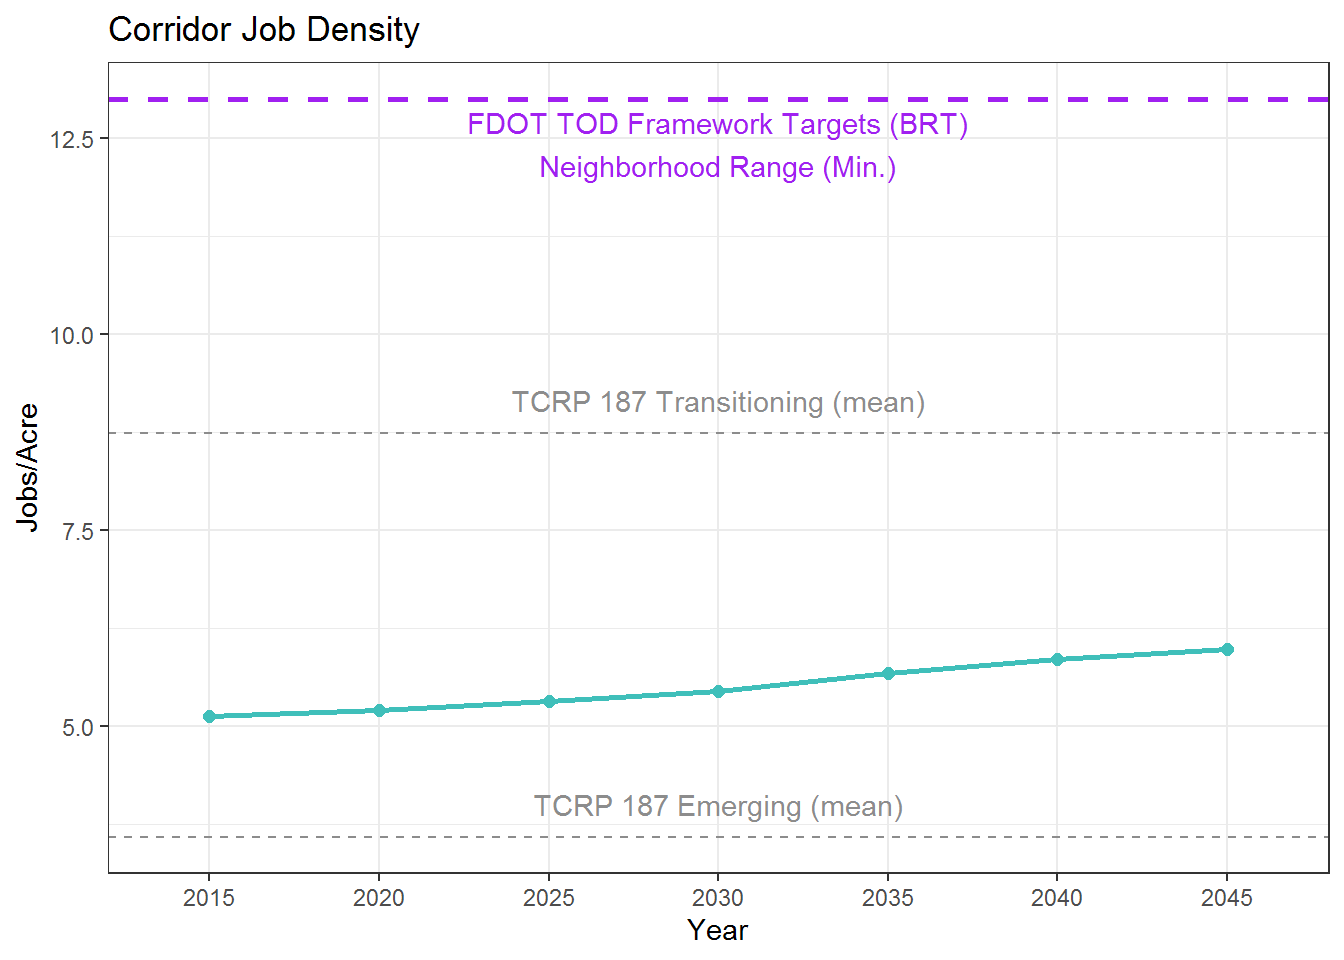 Corridor Job Density
FDOT TOD Framework Targets (BRT)
Neighborhood Range (Min.)
12.5
10.0
TCRP 187 Transitioning (mean)
Jobs/Acre
7.5
5.0
TCRP 187 Emerging (mean)
2015 2020 2025 2030 2035 2040 2045
Year